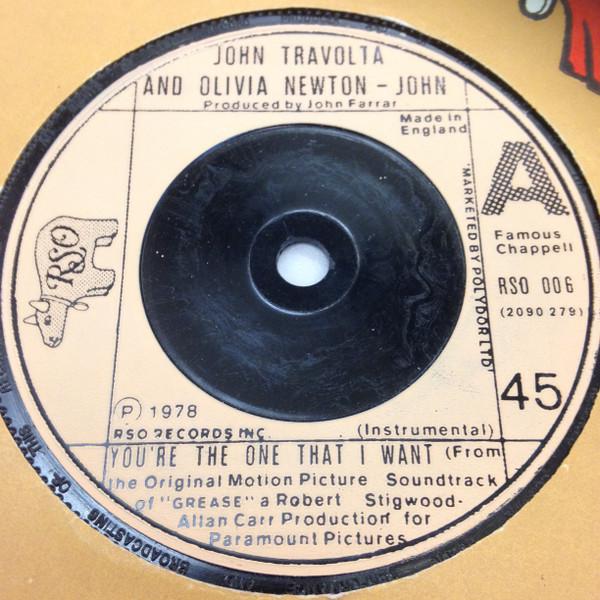 JOHN TRAVOLTA
AND OLIVIA NEWTON - JOHN
Produced by John Farrar
Made in
England
A
'MARKETED BY POLYDOR LTD'
Famous
Chappell
RSO 006
(2090 279)
RSO
45
(P) 1978
RSO RECORDS INC.
(Instrumental)
YOU'RE THE ONE THAT I WANT (From
the Original Motion Picture Soundtrack
of "GREASE" a Robert Stigwood-
Allan Carr Production for
Paramount Pictures
BROADCASTING
OF THIS